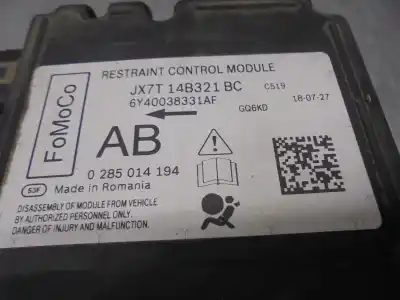 FoMoCo
RESTRAINT CONTROL MODULE
JX7T 14B321 BC C519
6Y40038331AF GQ6KD 18-07-27
AB
0 285 014 194
S3F Made in Romania
DISASSEMBLY OF MODULE FROM VEHICLE
BY AUTHORIZED PERSONNEL ONLY.
DANGER OF INJURY AND MALFUNCTION.